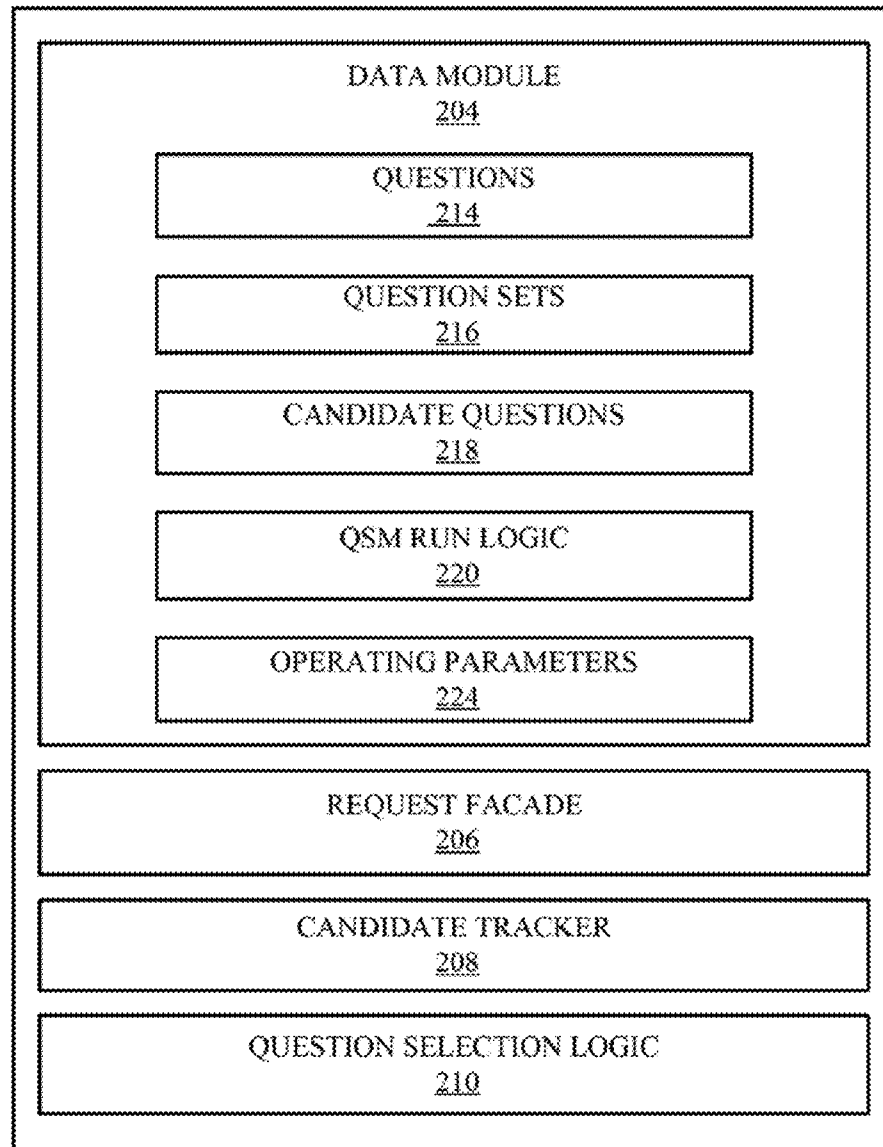 DATA MODULE
204
QUESTIONS
214
QUESTION SETS
216
CANDIDATE QUESTIONS
218
QSM RUN LOGIC
220
OPERATING PARAMETERS
224
REQUEST FACADE
206
CANDIDATE TRACKER
208
QUESTION SELECTION LOGIC
210